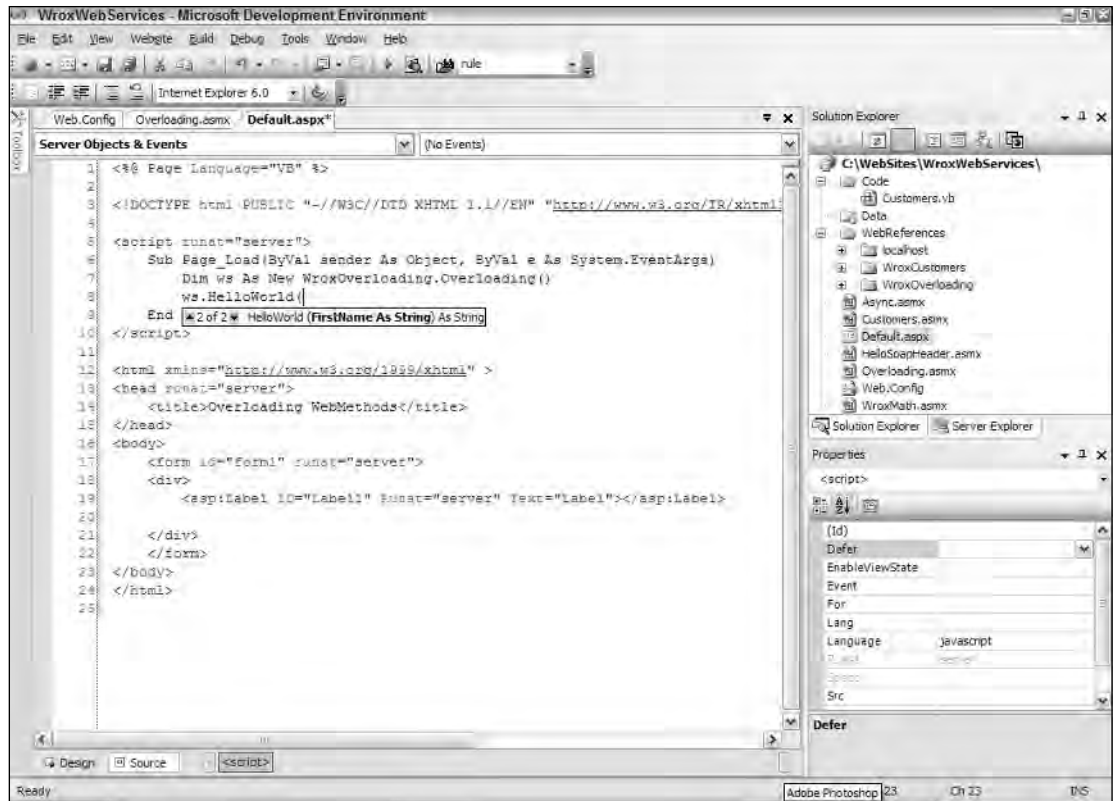 WroxWebServices - Microsoft Development Environment
File Edit View Website Build Debug Tools Window Help
rule
Internet Explorer 6.0
Toolbox
Web.Config Overloading.asmx Default.aspx*
Server Objects & Events (No Events)
1 <%@ Page Language="VB" %>
2
3 <!DOCTYPE html PUBLIC "-//W3C//DTD XHTML 1.1//EN" "http://www.w3.org/TR/xhtml
5 <script runat="server">
6 Sub Page_Load(ByVal sender As Object, ByVal e As System.EventArgs)
7 Dim ws As New WroxOverloading.Overloading()
8 ws.HelloWorld(
9 End
2 of 2 HelloWorld (FirstName As String) As String
10 </script>
11
12 <html xmlns="http://www.w3.org/1999/xhtml" >
13 <head runat="server">
14 <title>Overloading WebMethods</title>
15 </head>
16 <body>
17 <form id="form1" runat="server">
18 <div>
19 <asp:Label ID="Label1" Runat="server" Text="Label"></asp:Label>
20
21 </div>
22 </form>
23 </body>
24 </html>
25
Design Source <script>
Solution Explorer
C:\WebSites\WroxWebServices\
Code
Customers.vb
Data
WebReferences
localhost
WroxCustomers
WroxOverloading
Async.asmx
Customers.asmx
Default.aspx
HelloSoapHeader.asmx
Overloading.asmx
Web.Config
WroxMath.asmx
Solution Explorer Server Explorer
Properties
<script>
(Id)
Defer
EnableViewState
Event
For
Lang
Language javascript
Src
Defer
Ready Adobe Photoshop 23 Ch 23 INS